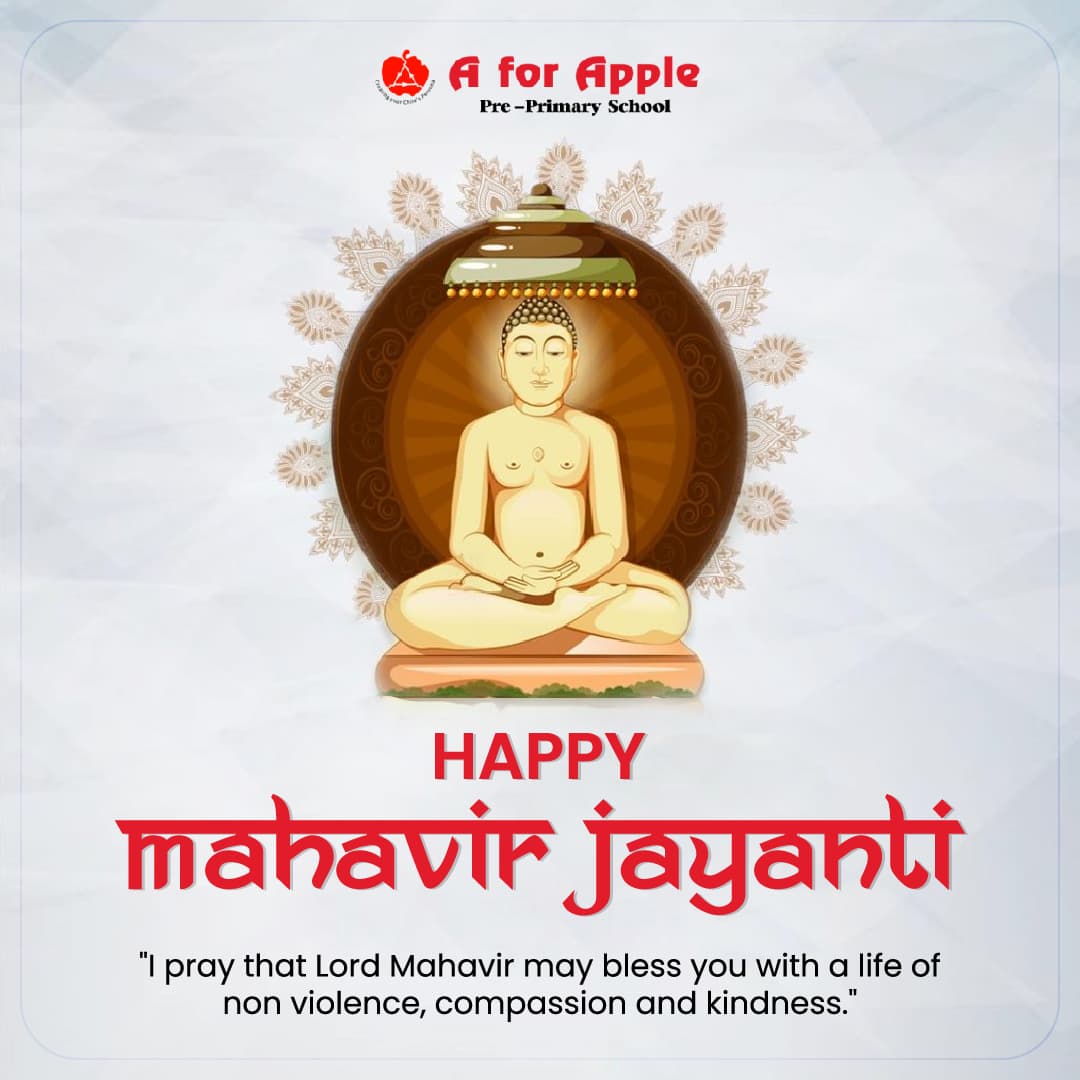 A for Apple
Pre-Primary School
HAPPY
mahavir jayanti
"I pray that Lord Mahavir may bless you with a life of
non violence, compassion and kindness."